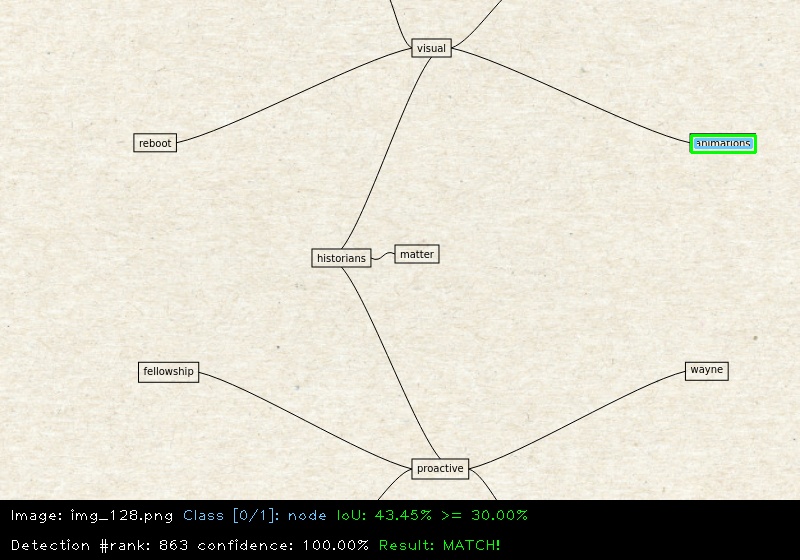 visual
reboot
animations
historians
matter
fellowship
wayne
proactive
Image: img_128.png Class [0/1]: node IoU: 43.45% >= 30.00%
Detection #rank: 863 confidence: 100.00% Result: MATCH!